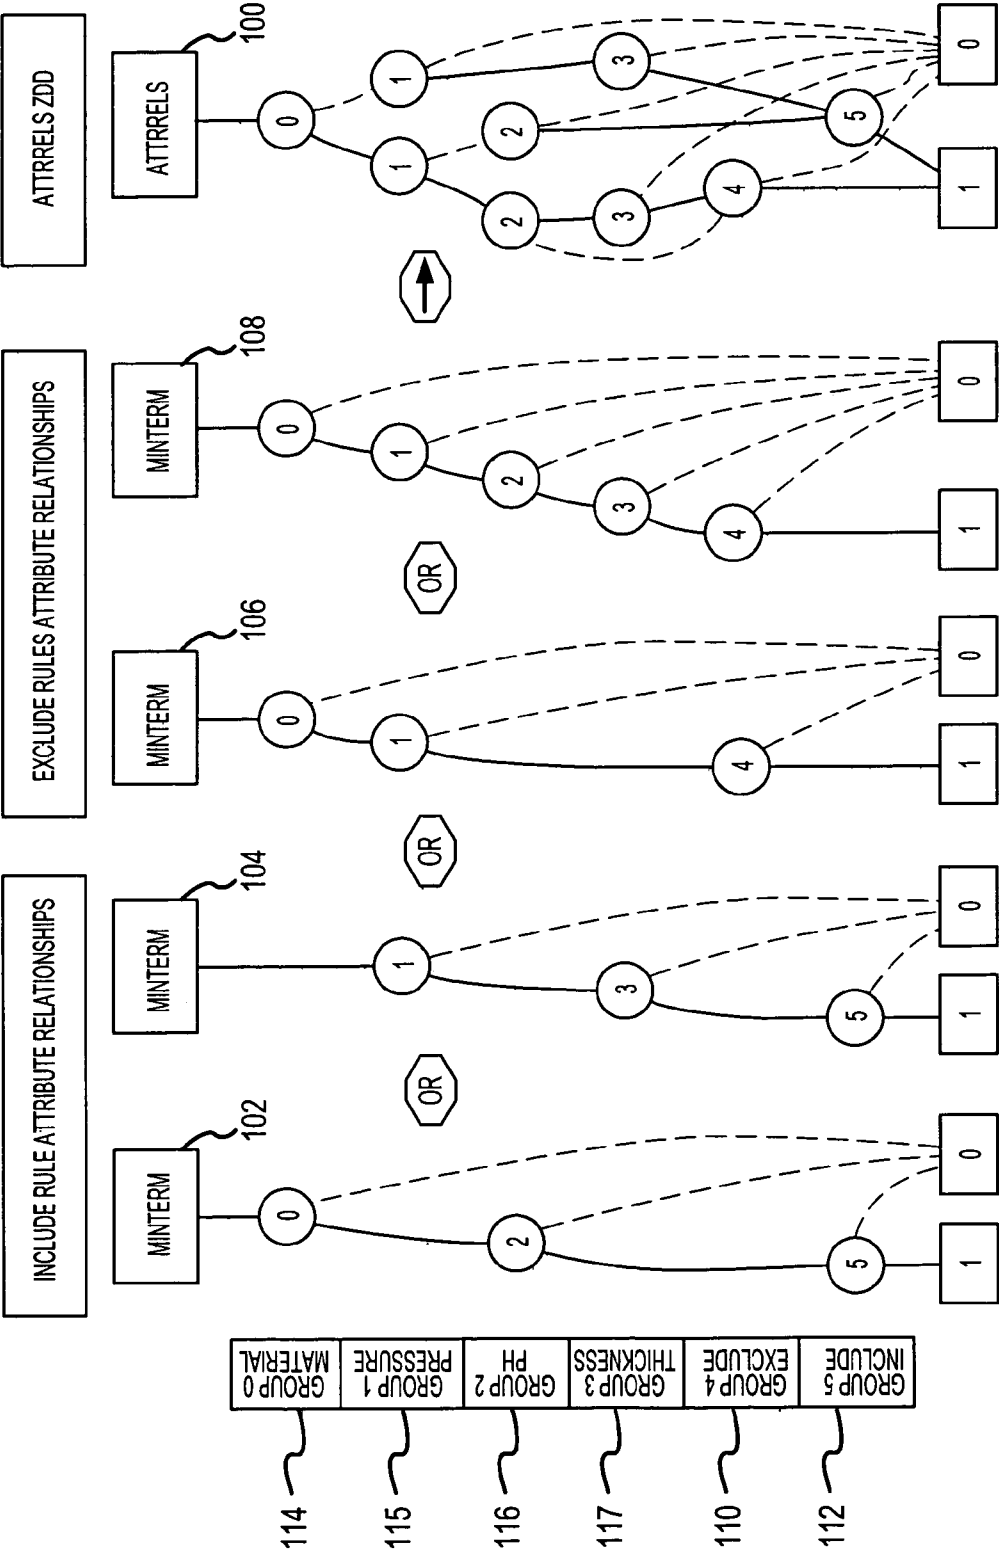 INCLUDE RULE ATTRIBUTE RELATIONSHIPS
EXCLUDE RULES ATTRIBUTE RELATIONSHIPS
ATTRRELS ZDD
MINTERM
102
MINTERM
104
MINTERM
106
MINTERM
108
ATTRRELS
100
114
GROUP 0
MATERIAL
0
0
0
0
115
GROUP 1
PRESSURE
OR
1
OR
1
OR
1
1
1
116
GROUP 2
PH
2
2
2
2
117
GROUP 3
THICKNESS
3
3
3
3
110
GROUP 4
EXCLUDE
4
4
4
112
GROUP 5
INCLUDE
5
5
5
1
0
1
0
1
0
1
0
1
0